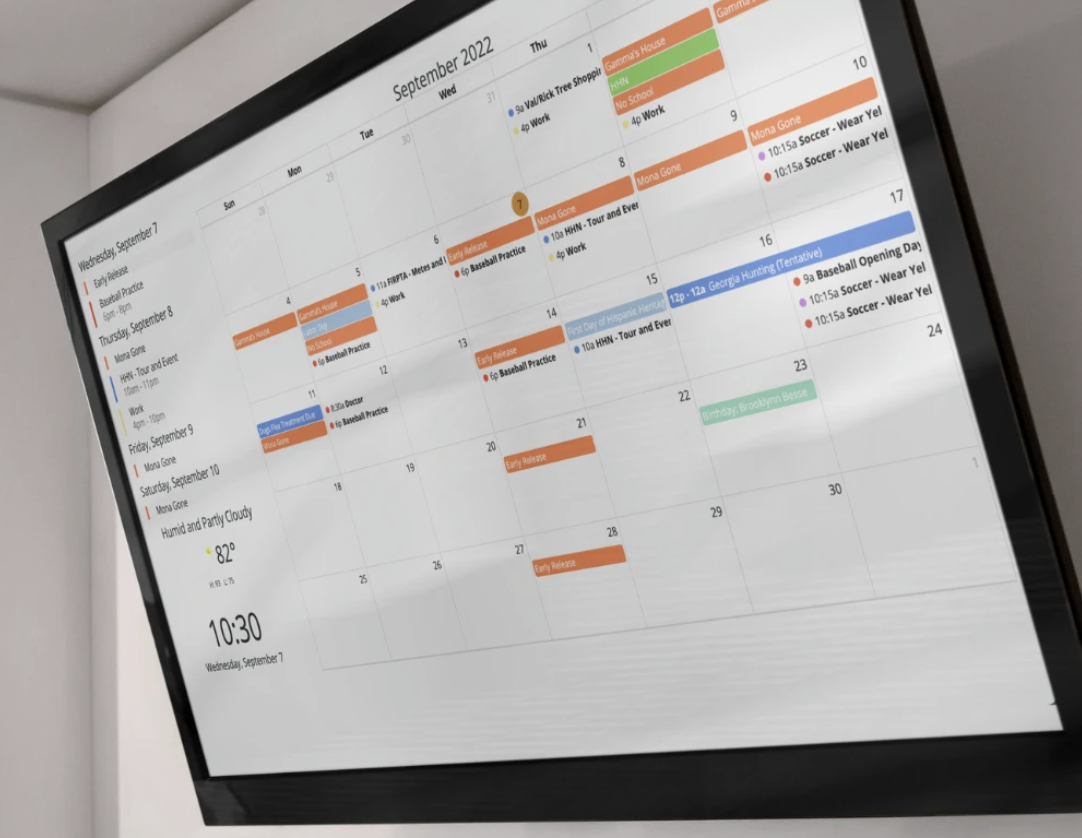 Wednesday, September 7
Early Release
Baseball Practice
6pm - 8pm
Thursday, September 8
Mona Gone
HHN - Tour and Event
10am - 11pm
Work
4pm - 10pm
Friday, September 9
Mona Gone
Saturday, September 10
Mona Gone
Humid and Partly Cloudy
82°
H: 93 L: 75
10:30
Wednesday, September 7
September 2022
Sun Mon Tue Wed Thu
28 29 30 31 1
9a Val/Rick Tree Shoppin
4p Work
Gamma's House
HHN
No School
4p Work
Gamma's
4
Gamma's House
5
Gamma's House
Labor Day
No School
6p Baseball Practice
6
11a FIRPTA - Metes and
4p Work
7
Early Release
6p Baseball Practice
8
Mona Gone
10a HHN - Tour and Even
4p Work
9
Mona Gone
10
Mona Gone
10:15a Soccer - Wear Yel
10:15a Soccer - Wear Yel
11
Dogs Flea Treatment Due
Mona Gone
12
8:30a Doctor
6p Baseball Practice
13
14
Early Release
6p Baseball Practice
15
First Day of Hispanic Heritag
10a HHN - Tour and Even
16
12p - 12a Georgia Hunting (Tentative)
17
9a Baseball Opening Day
10:15a Soccer - Wear Yel
10:15a Soccer - Wear Yel
18 19 20 21
Early Release
22 23
Birthday: Brooklynn Besse
24
25 26 27 28
Early Release
29 30 1